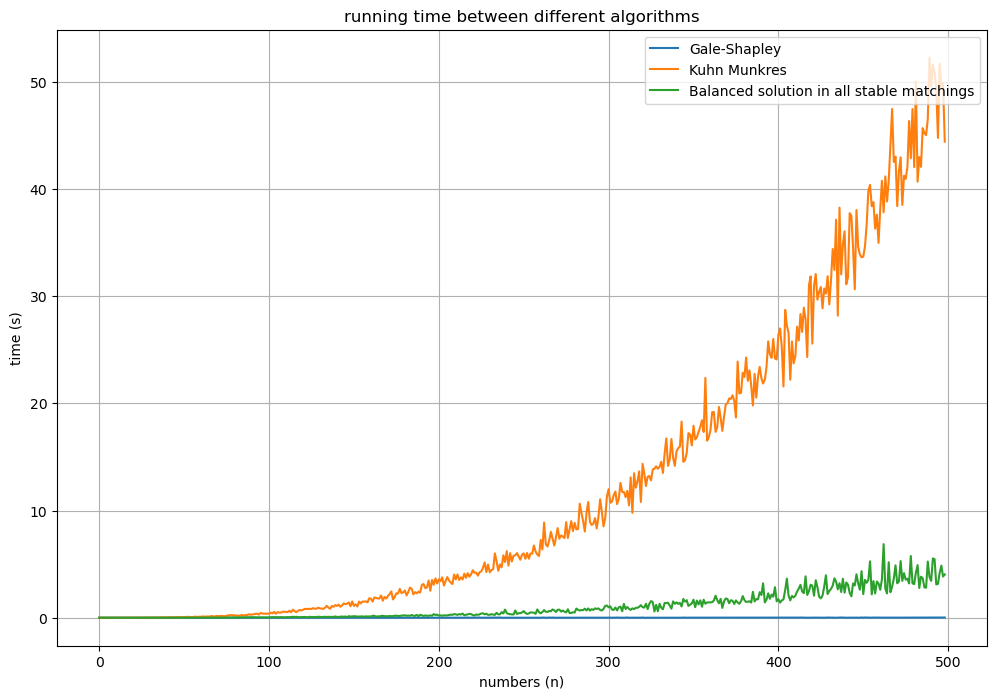 running time between different algorithms
Gale-Shapley
Kuhn Munkres
Balanced solution in all stable matchings
time (s)
50
40
30
20
10
0
0 100 200 300 400 500
numbers (n)